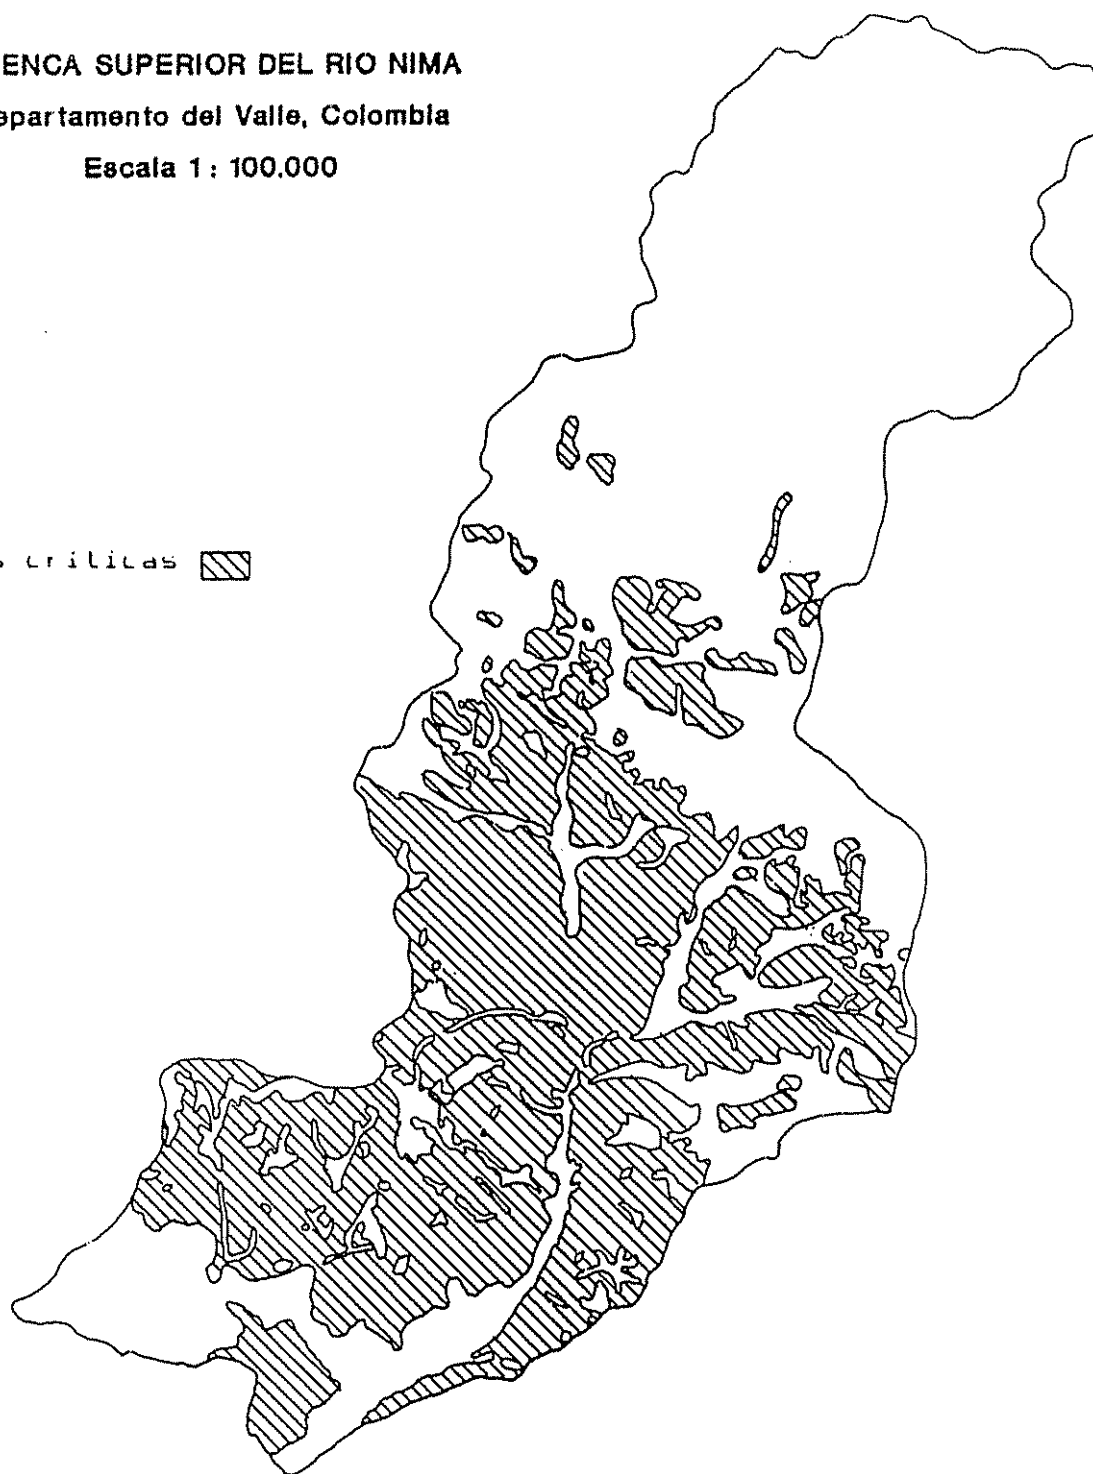 ENCA SUPERIOR DEL RIO NIMA
epartamento del Valle, Colombia
Escala 1 : 100.000
criticas